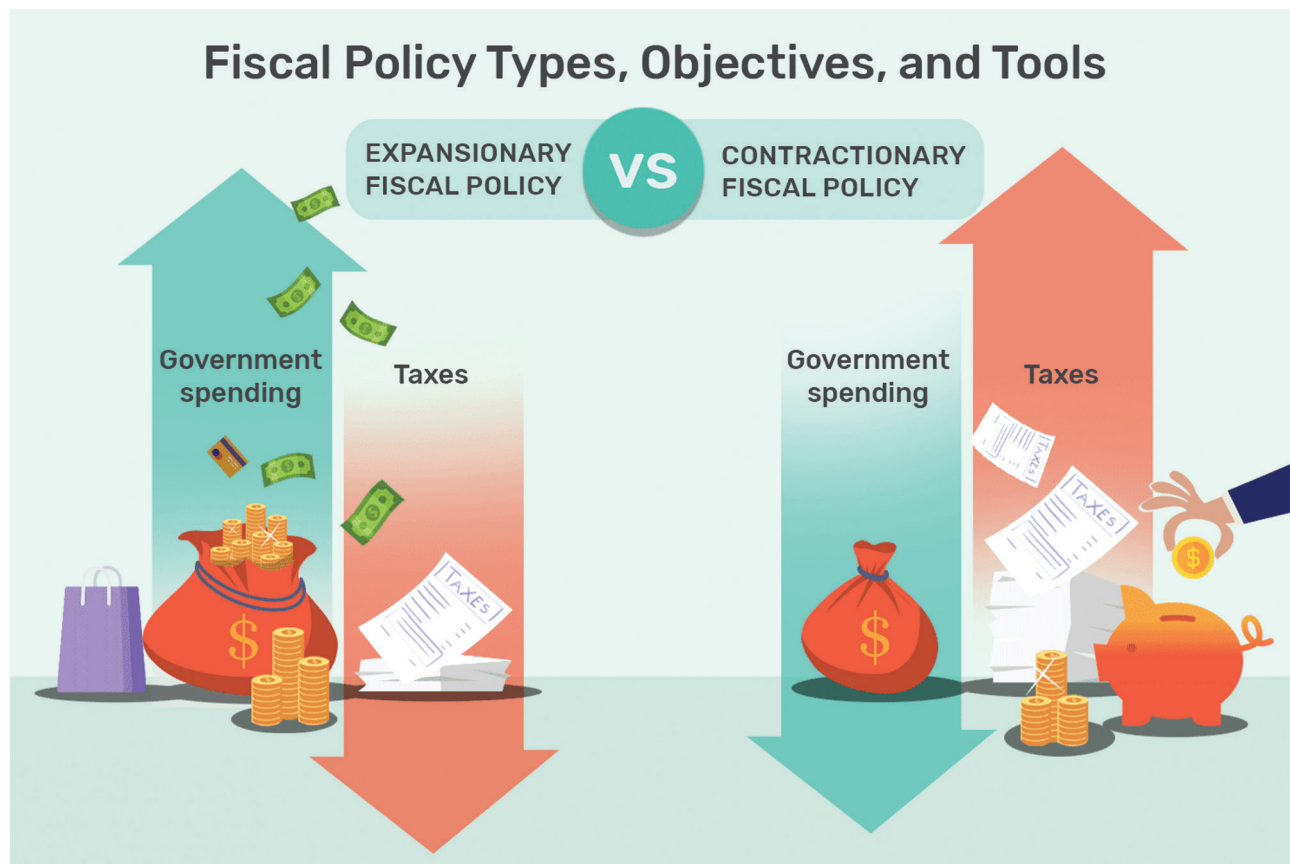 Fiscal Policy Types, Objectives, and Tools
EXPANSIONARY
FISCAL POLICY
VS
CONTRACTIONARY
FISCAL POLICY
Government
spending
Taxes
Government
spending
Taxes
TAXES
TAXES
TAXES
$
$
$